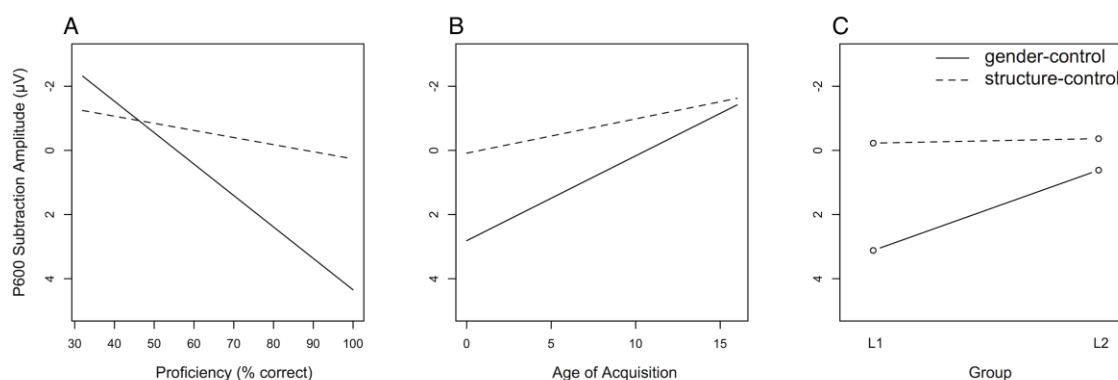 A
B
C
gender-control
structure-control
P600 Subtraction Amplitude (µV)
-2
0
2
4
-2
0
2
4
-2
0
2
4
30 40 50 60 70 80 90 100
0 5 10 15
L1 L2
Proficiency (% correct)
Age of Acquisition
Group